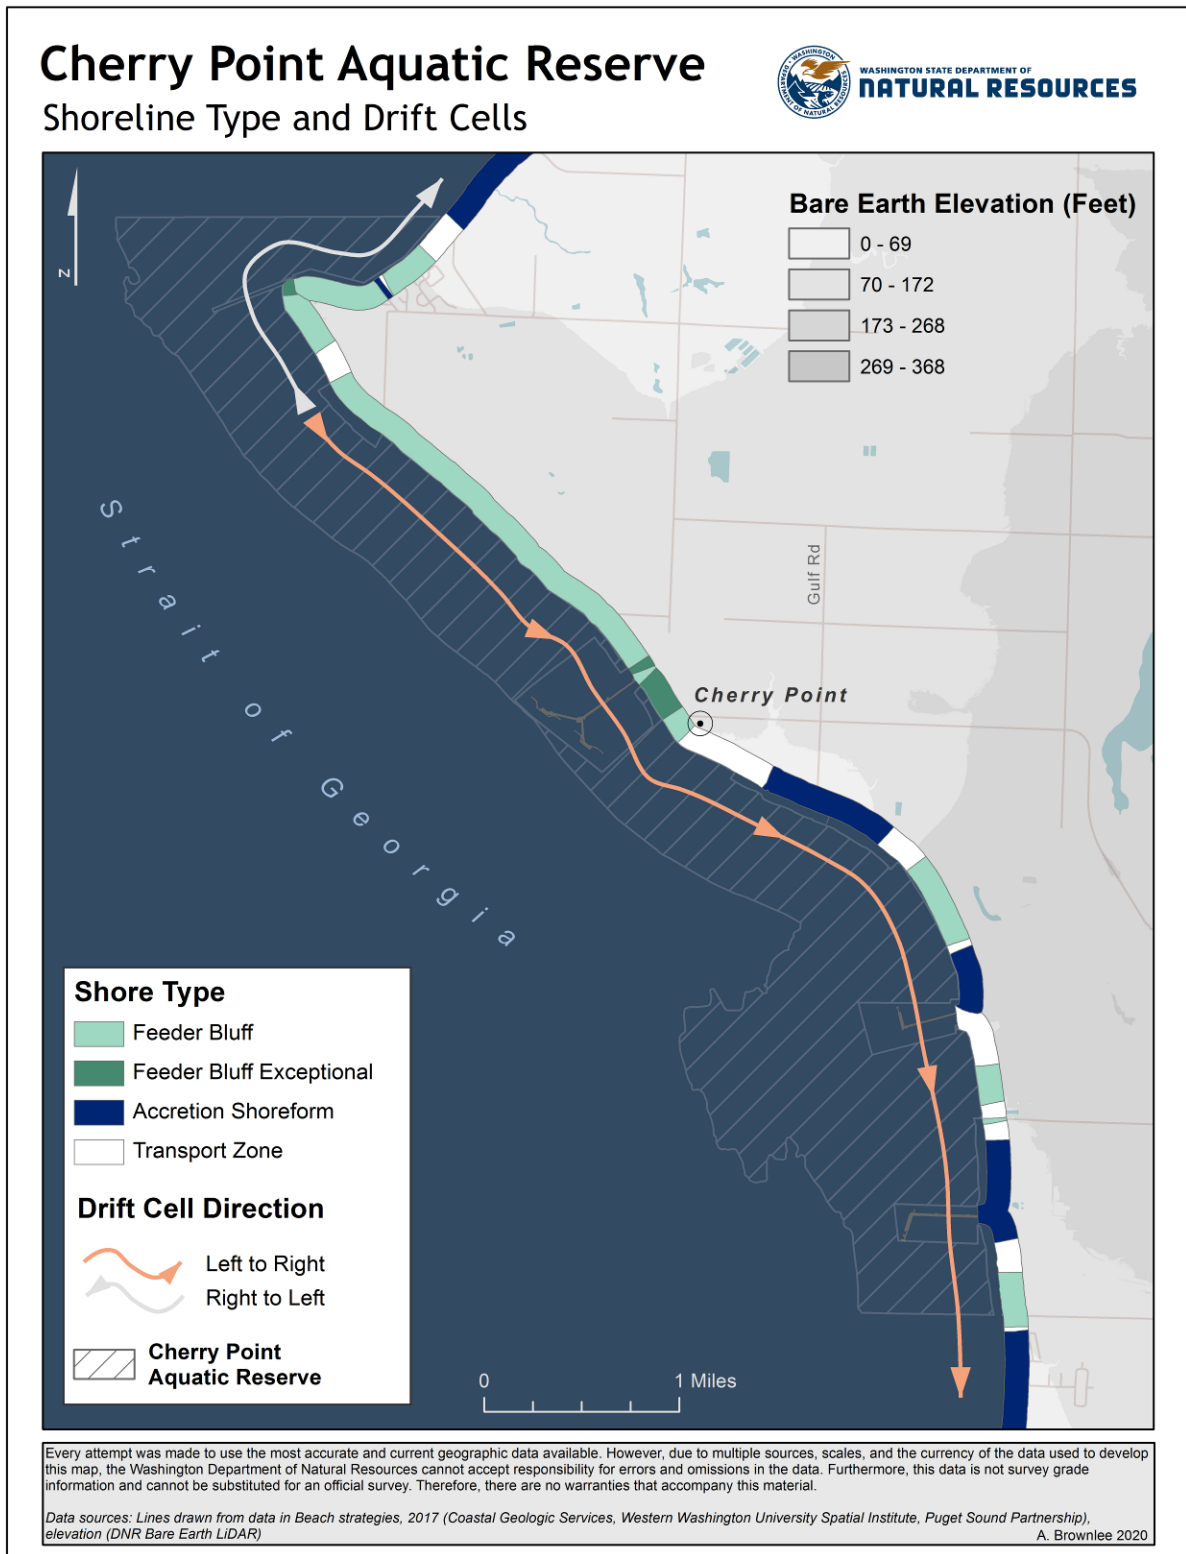 Cherry Point Aquatic Reserve
Shoreline Type and Drift Cells
WASHINGTON STATE DEPARTMENT OF
NATURAL RESOURCES
WASHINGTON
DEPARTMENT OF NATURAL RESOURCES
N
Bare Earth Elevation (Feet)
0 - 69
70 - 172
173 - 268
269 - 368
Strait of Georgia
Gulf Rd
Cherry Point
Shore Type
Feeder Bluff
Feeder Bluff Exceptional
Accretion Shoreform
Transport Zone
Drift Cell Direction
Left to Right
Right to Left
Cherry Point
Aquatic Reserve
0 1 Miles
Every attempt was made to use the most accurate and current geographic data available. However, due to multiple sources, scales, and the currency of the data used to develop
this map, the Washington Department of Natural Resources cannot accept responsibility for errors and omissions in the data. Furthermore, this data is not survey grade
information and cannot be substituted for an official survey. Therefore, there are no warranties that accompany this material.
Data sources: Lines drawn from data in Beach strategies, 2017 (Coastal Geologic Services, Western Washington University Spatial Institute, Puget Sound Partnership),
elevation (DNR Bare Earth LiDAR)
A. Brownlee 2020